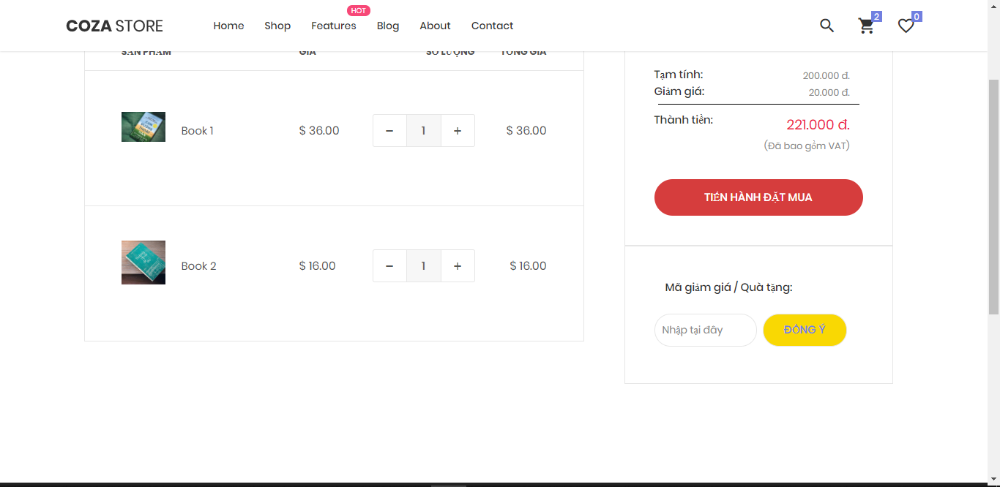 COZA STORE
Home Shop Features HOT Blog About Contact 2 0
SẢN PHẨM GIÁ SỐ LƯỢNG TỔNG GIÁ
Book 1 $ 36.00 − 1 + $ 36.00
Book 2 $ 16.00 − 1 + $ 16.00
Tạm tính: 200.000 đ.
Giảm giá: 20.000 đ.
Thành tiền: 221.000 đ.
(Đã bao gồm VAT)
TIẾN HÀNH ĐẶT MUA
Mã giảm giá / Quà tặng:
Nhập tại đây ĐỒNG Ý